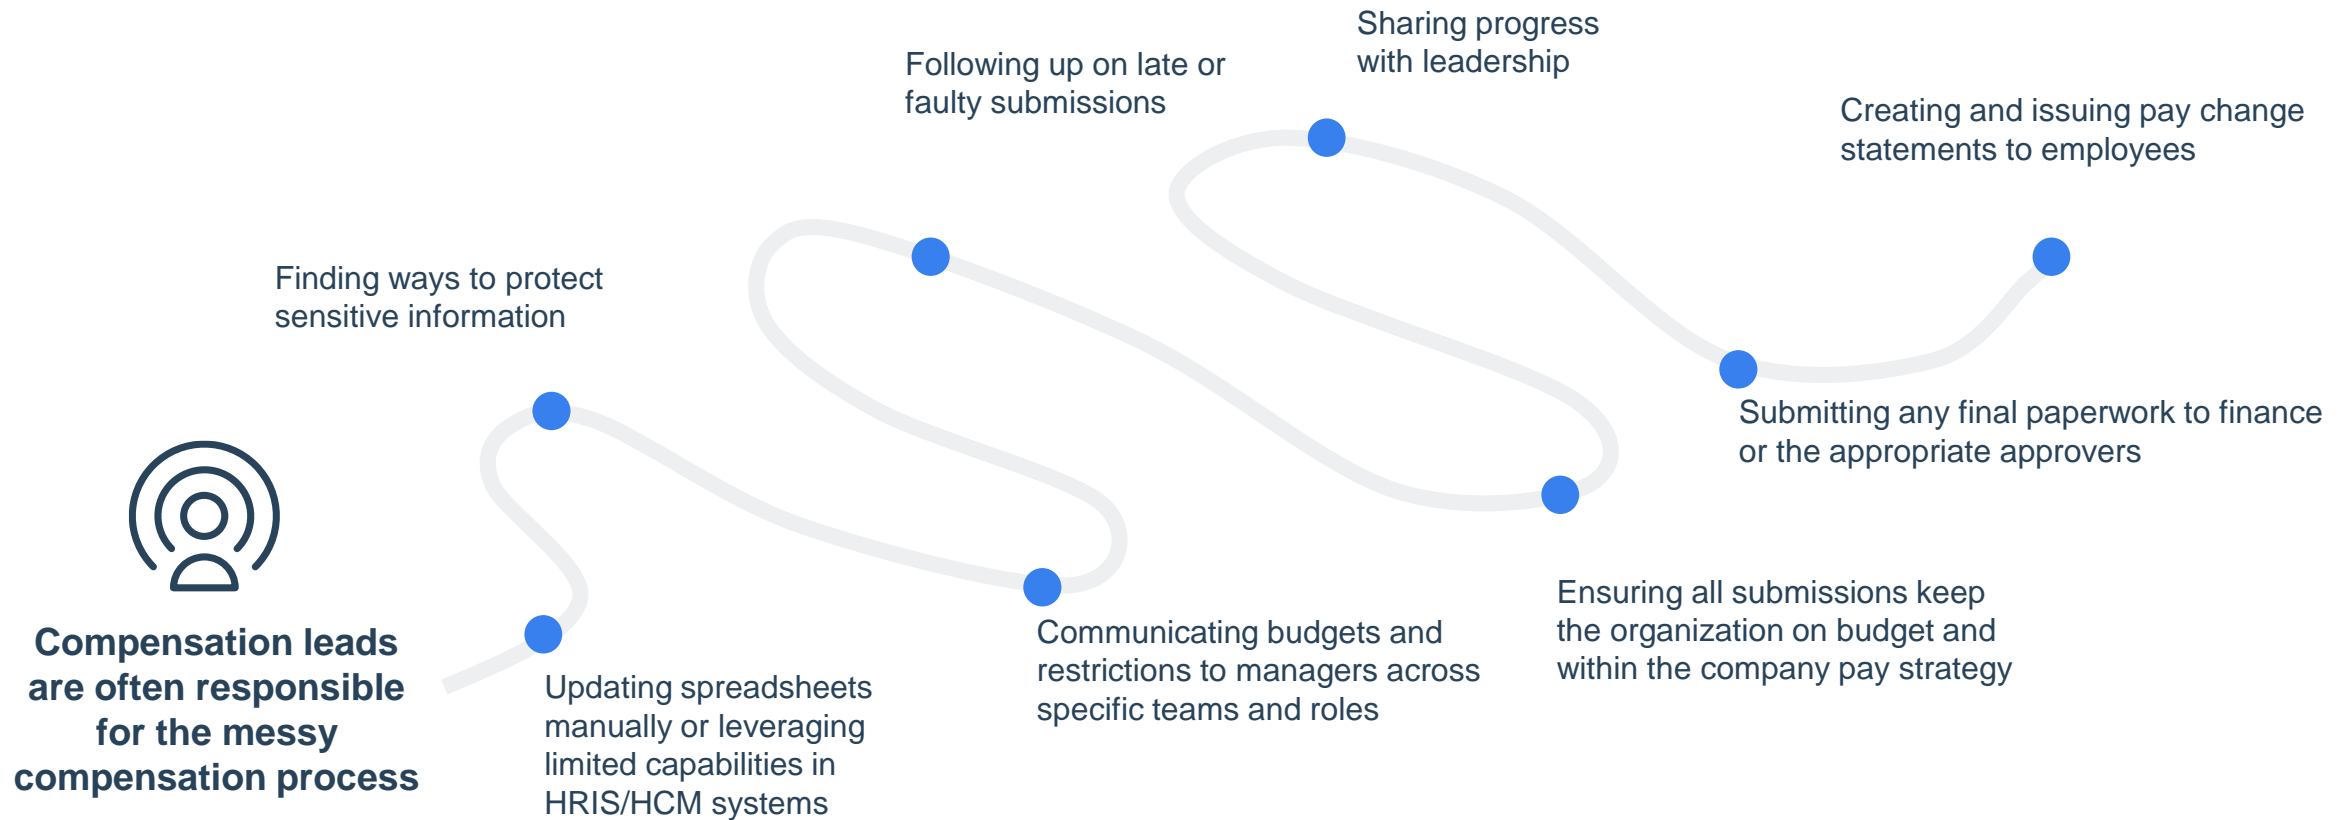 Compensation leads
are often responsible
for the messy
compensation process
Updating spreadsheets
manually or leveraging
limited capabilities in
HRIS/HCM systems
Finding ways to protect
sensitive information
Communicating budgets and
restrictions to managers across
specific teams and roles
Following up on late or
faulty submissions
Ensuring all submissions keep
the organization on budget and
within the company pay strategy
Sharing progress
with leadership
Submitting any final paperwork to finance
or the appropriate approvers
Creating and issuing pay change
statements to employees